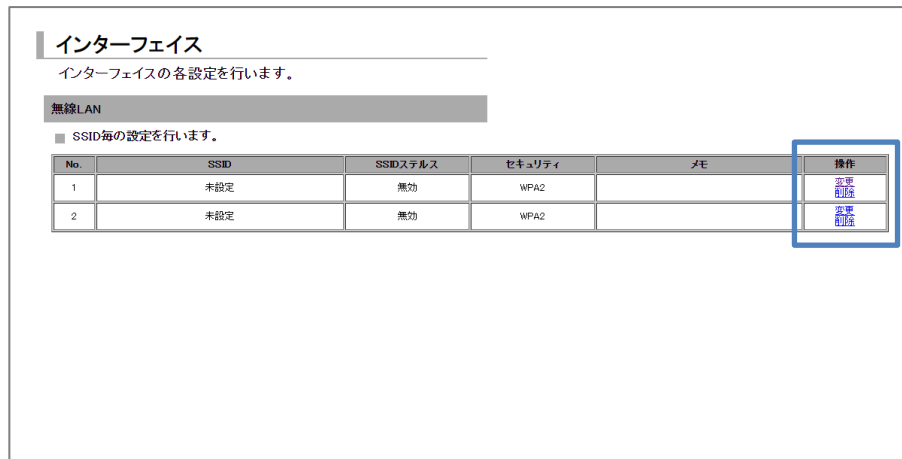 インターフェイス
インターフェイスの各設定を行います。
無線LAN
SSID毎の設定を行います。
No. SSID SSIDステルス セキュリティ メモ 操作
1 未設定 無効 WPA2 変更
削除
2 未設定 無効 WPA2 変更
削除